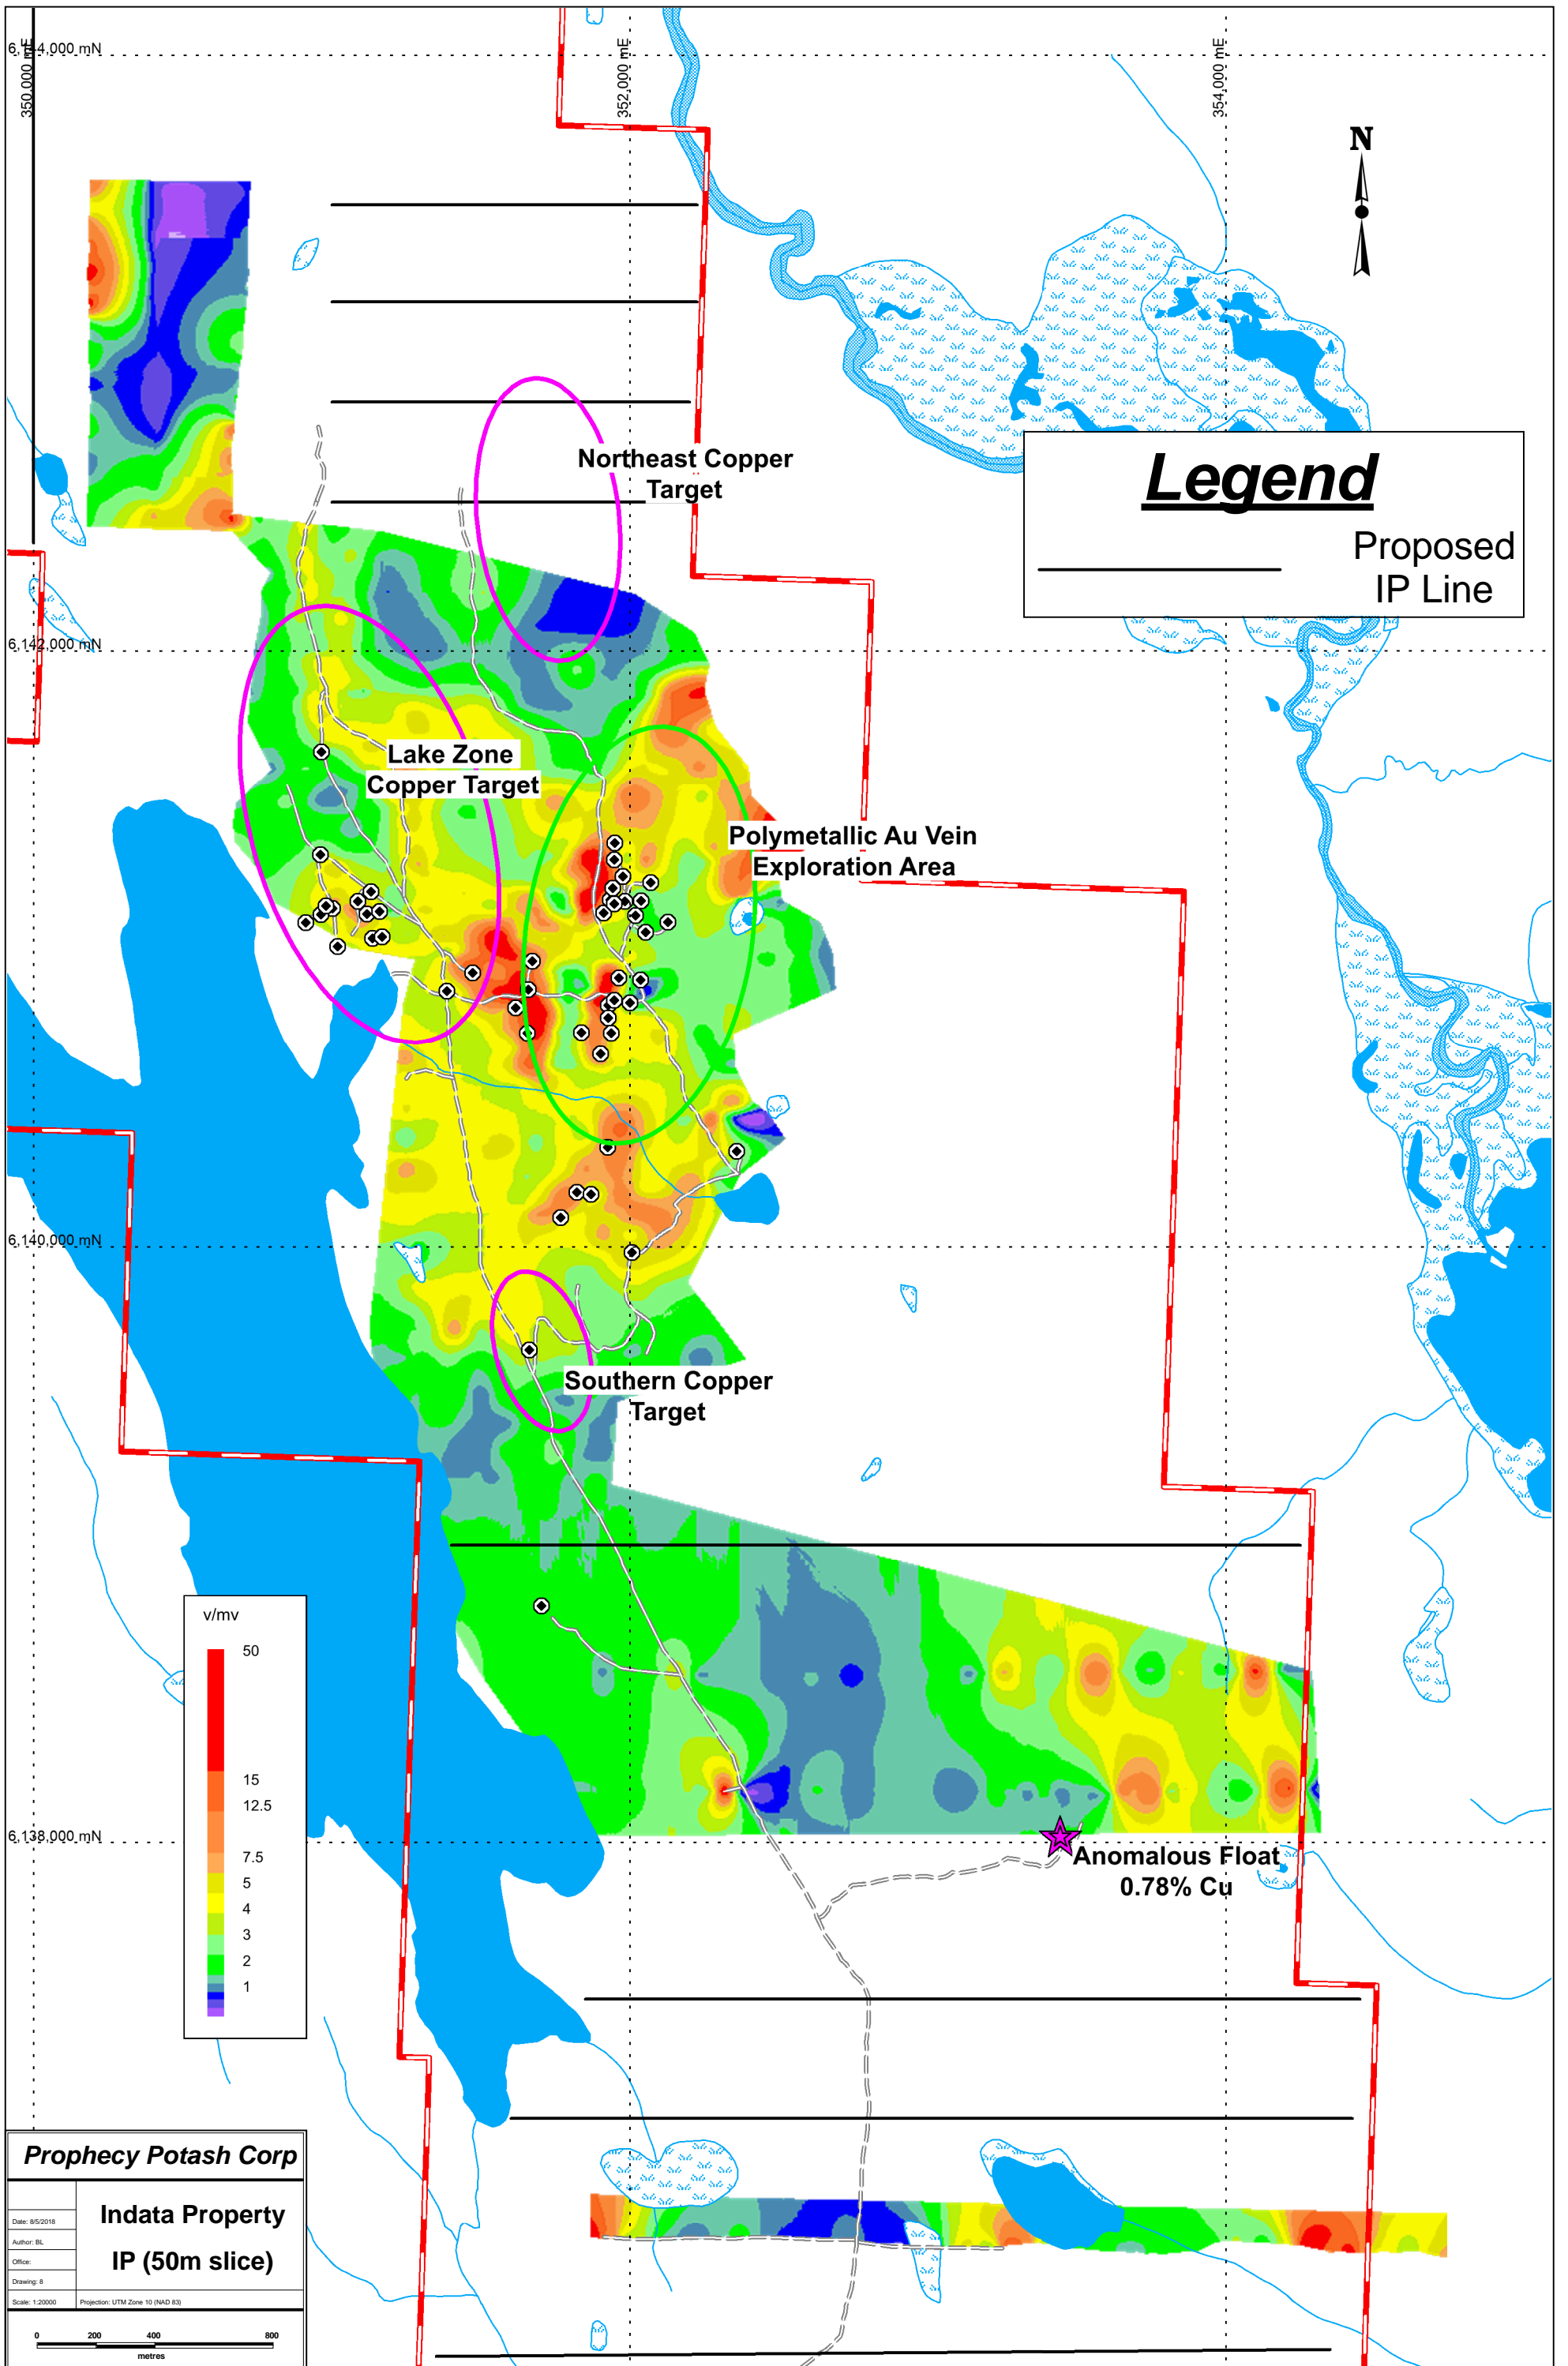 6,144,000 mN
350,000 mE
352,000 mE
354,000 mE
N
Northeast Copper
Target
Legend
Proposed
IP Line
6,142,000 mN
Lake Zone
Copper Target
Polymetallic Au Vein
Exploration Area
6,140,000 mN
Southern Copper
Target
v/mv
50
15
12.5
7.5
5
4
3
2
1
6,138,000 mN
Anomalous Float
0.78% Cu
Prophecy Potash Corp
Indata Property
IP (50m slice)
Date: 8/5/2018
Author: BL
Office:
Drawing: 8
Scale: 1:20000
Projection: UTM Zone 10 (NAD 83)
0 200 400 800
metres